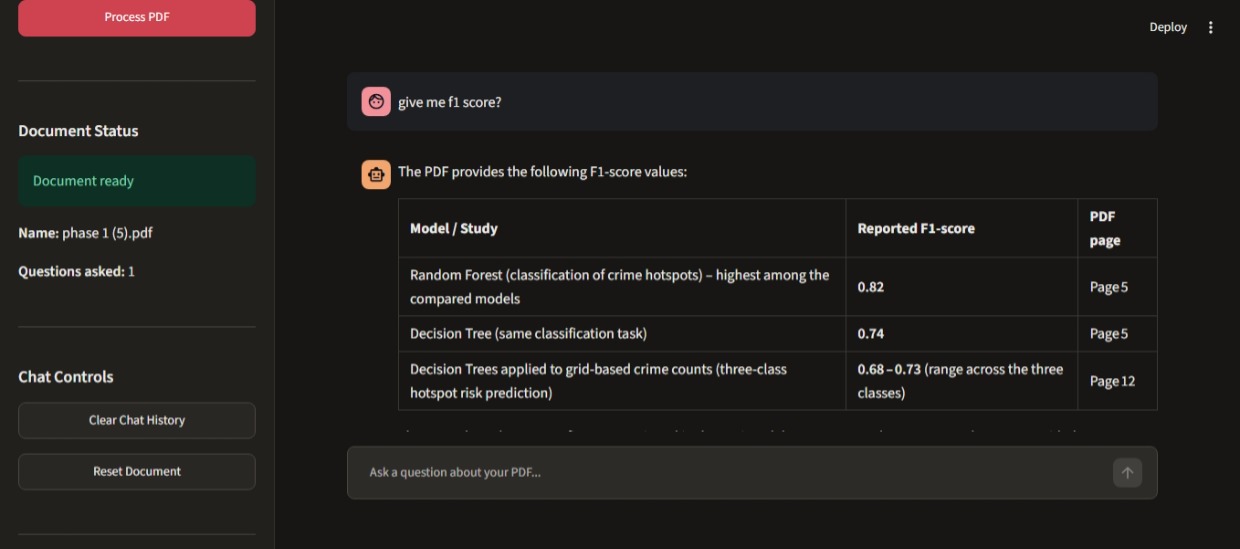 Process PDF
Deploy
Document Status
Document ready
Name: phase 1 (5).pdf
Questions asked: 1
Chat Controls
Clear Chat History
Reset Document
give me f1 score?
The PDF provides the following F1-score values:
Model / Study
Reported F1-score
PDF
page
Random Forest (classification of crime hotspots) – highest among the
compared models
0.82
Page 5
Decision Tree (same classification task)
0.74
Page 5
Decision Trees applied to grid-based crime counts (three-class
hotspot risk prediction)
0.68 – 0.73 (range across the three
classes)
Page 12
Ask a question about your PDF...